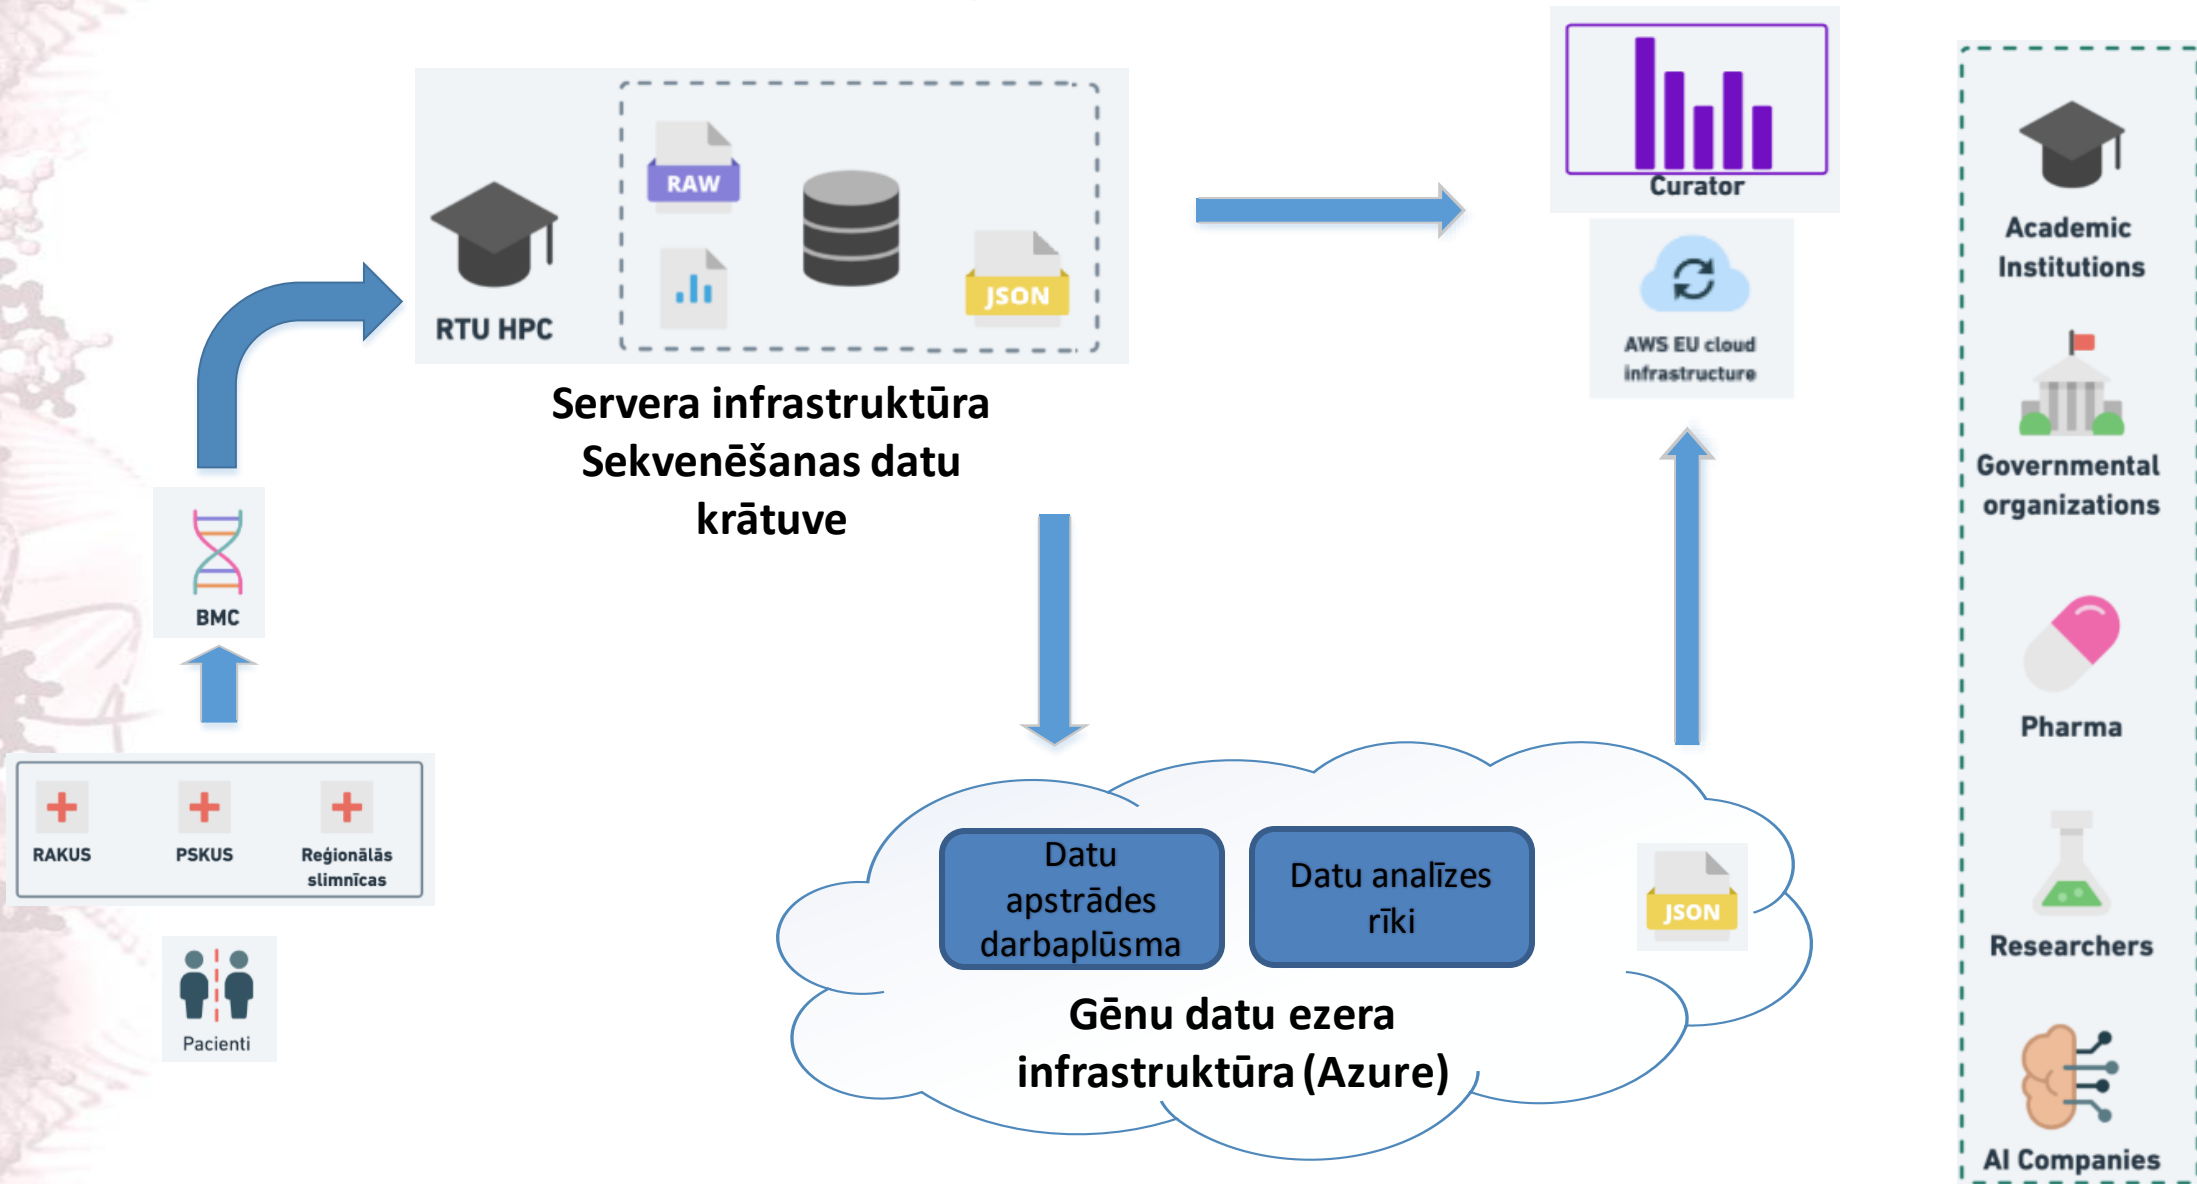 RAW
RTU HPC
JSON
Servera infrastruktūra
Sekvenēšanas datu
krātuve
BMC
RAKUS
PSKUS
Reģionālās
slimnīcas
Pacienti
Curator
AWS EU cloud
infrastructure
Datu
apstrādes
darbaplūsma
Datu analīzes
rīki
JSON
Gēnu datu ezera
infrastruktūra (Azure)
Academic
Institutions
Governmental
organizations
Pharma
Researchers
AI Companies